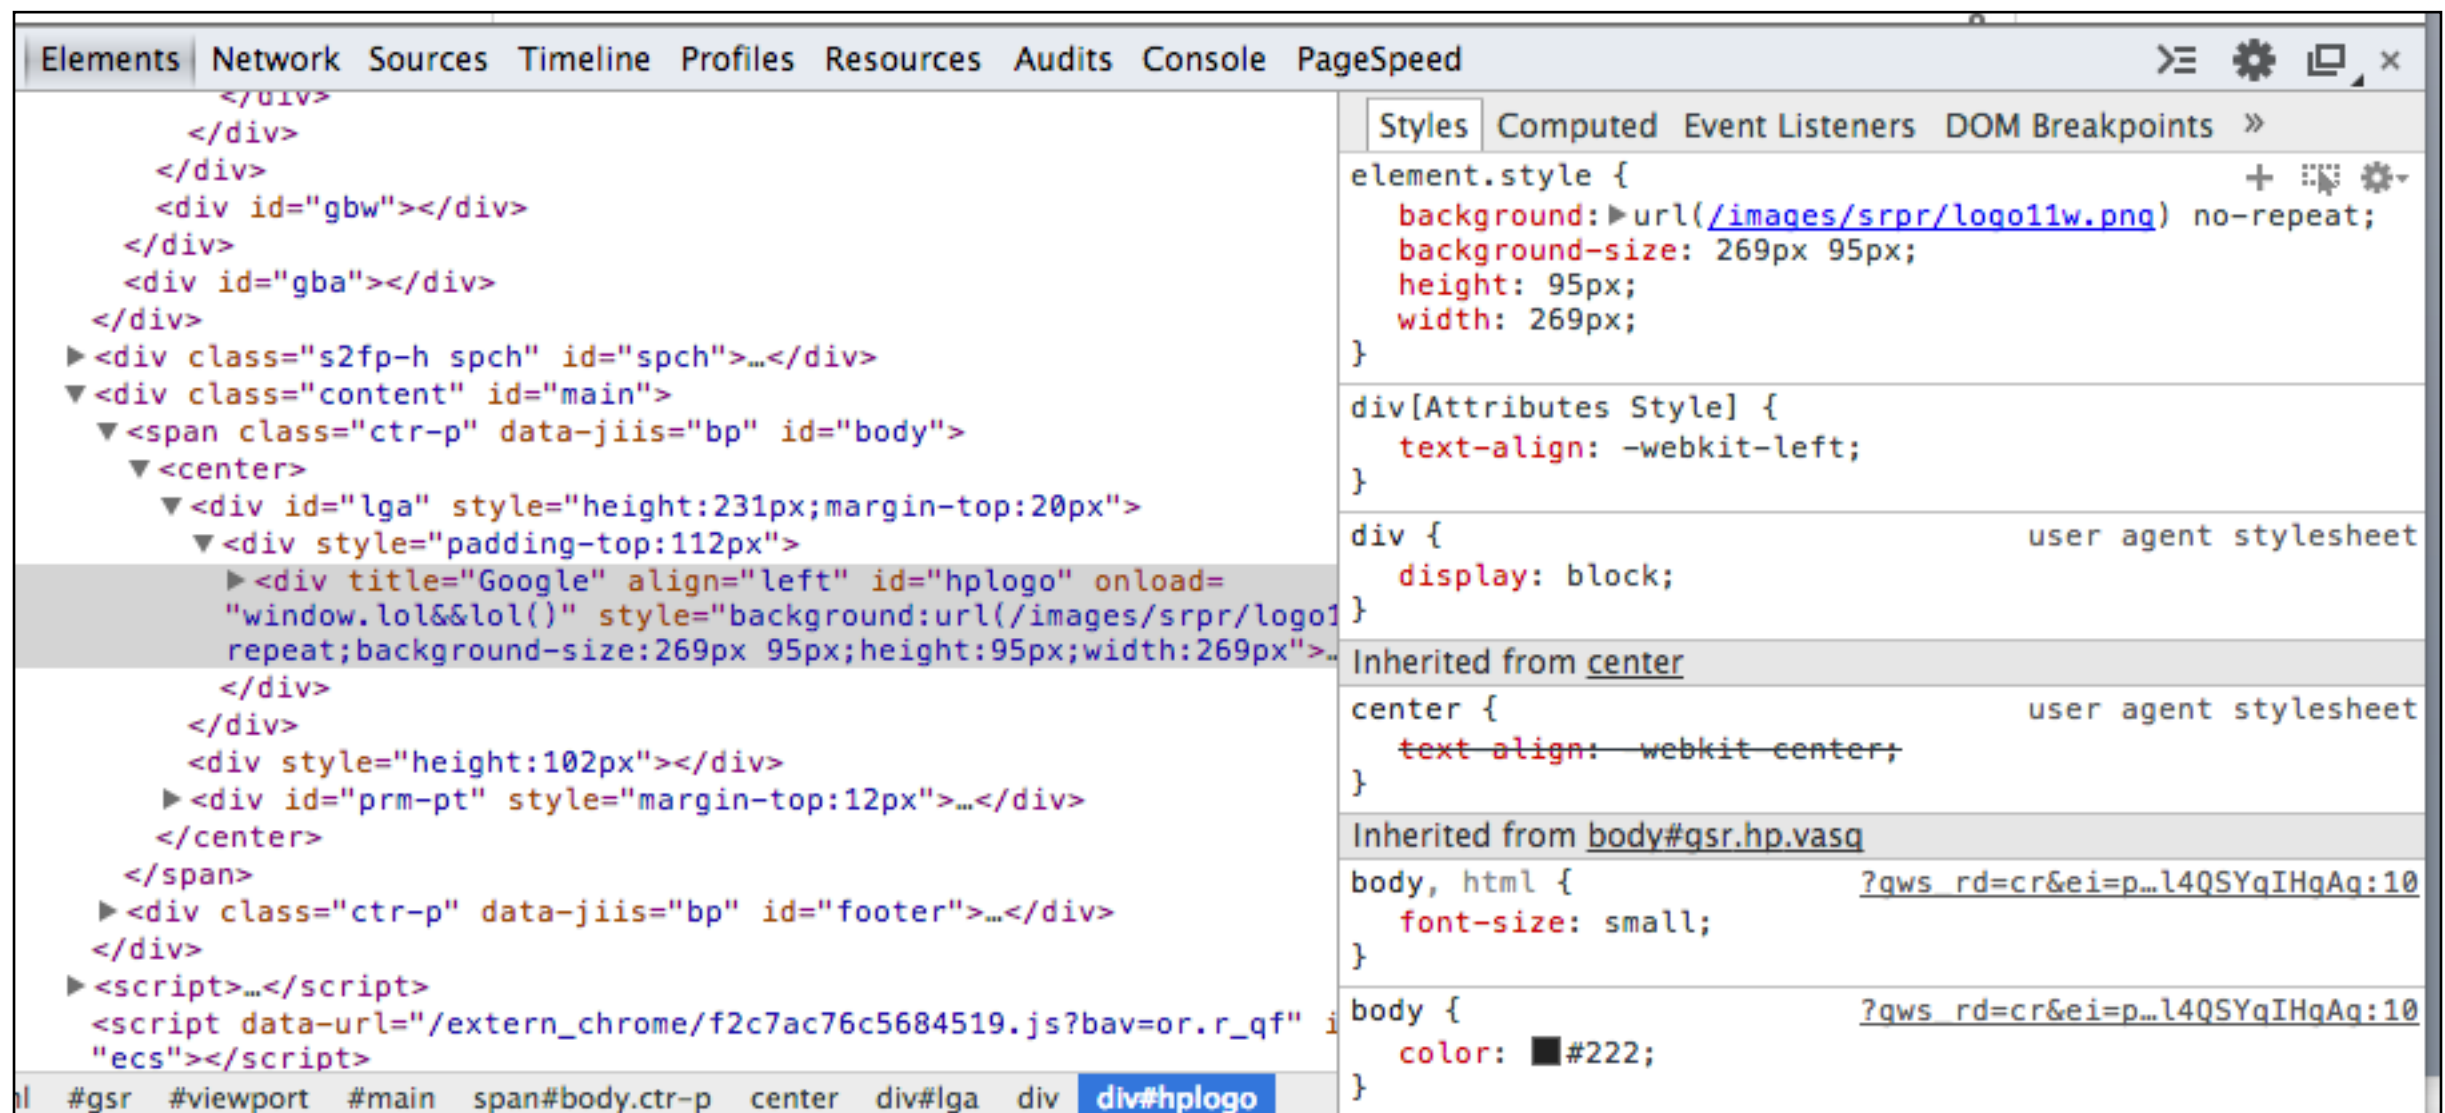 Elements Network Sources Timeline Profiles Resources Audits Console PageSpeed
</div>
</div>
</div>
<div id="gbw"></div>
</div>
<div id="gba"></div>
</div>
<div class="s2fp-h spch" id="spch">…</div>
<div class="content" id="main">
<span class="ctr-p" data-jiis="bp" id="body">
<center>
<div id="lga" style="height:231px;margin-top:20px">
<div style="padding-top:112px">
<div title="Google" align="left" id="hplogo" onload=
"window.lol&&lol()" style="background:url(/images/srpr/logo1
repeat;background-size:269px 95px;height:95px;width:269px">…
</div>
</div>
<div style="height:102px"></div>
<div id="prm-pt" style="margin-top:12px">…</div>
</center>
</span>
<div class="ctr-p" data-jiis="bp" id="footer">…</div>
</div>
<script>…</script>
<script data-url="/extern_chrome/f2c7ac76c5684519.js?bav=or.r_qf" i
"ecs"></script>
#gsr #viewport #main span#body.ctr-p center div#lga div div#hplogo
Styles Computed Event Listeners DOM Breakpoints »
element.style {
background: url(/images/srpr/logo11w.png) no-repeat;
background-size: 269px 95px;
height: 95px;
width: 269px;
}
div[Attributes Style] {
text-align: -webkit-left;
}
div { user agent stylesheet
display: block;
}
Inherited from center
center { user agent stylesheet
text-align: -webkit-center;
}
Inherited from body#gsr.hp.vasq
body, html { ?gws_rd=cr&ei=p…l4QSYqIHgAg:10
font-size: small;
}
body { ?gws_rd=cr&ei=p…l4QSYqIHgAg:10
color: #222;
}